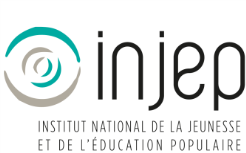 injep
INSTITUT NATIONAL DE LA JEUNESSE
ET DE L'ÉDUCATION POPULAIRE